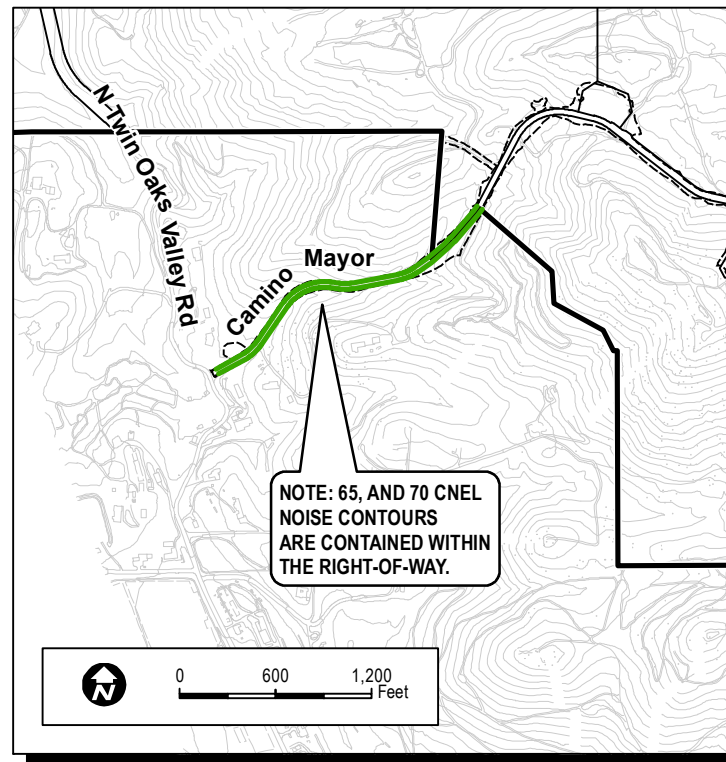 N-Twin Oaks Valley Rd
Camino Mayor
NOTE: 65, AND 70 CNEL
NOISE CONTOURS
ARE CONTAINED WITHIN
THE RIGHT-OF-WAY.
N
0 600 1,200
Feet